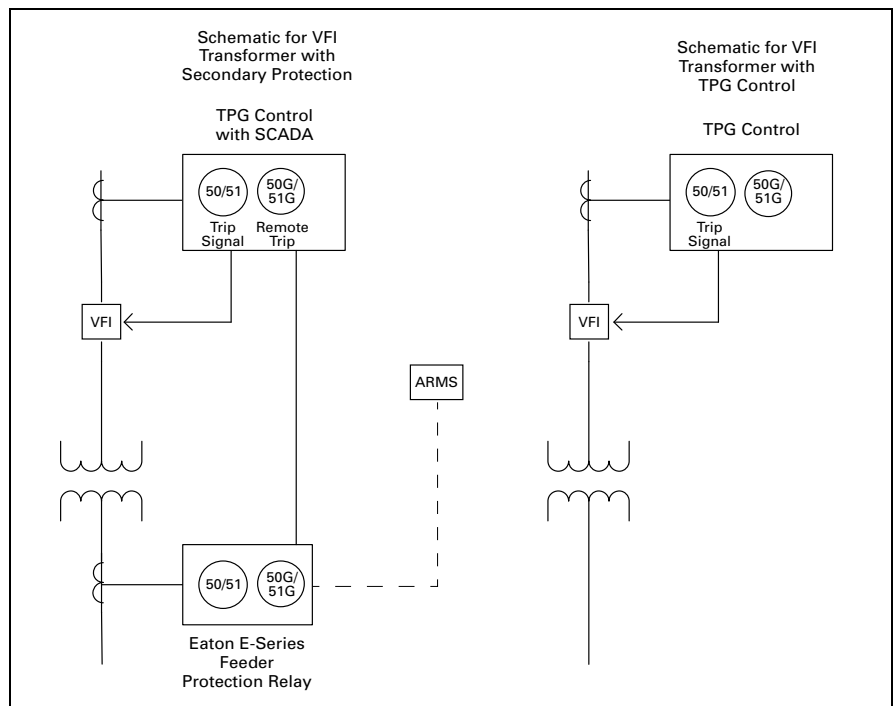 Schematic for VFI
Transformer with
Secondary Protection
TPG Control
with SCADA
50/51
50G/
51G
Trip
Signal
Remote
Trip
VFI
ARMS
50/51
50G/
51G
Eaton E-Series
Feeder
Protection Relay
Schematic for VFI
Transformer with
TPG Control
TPG Control
50/51
50G/
51G
Trip
Signal
VFI